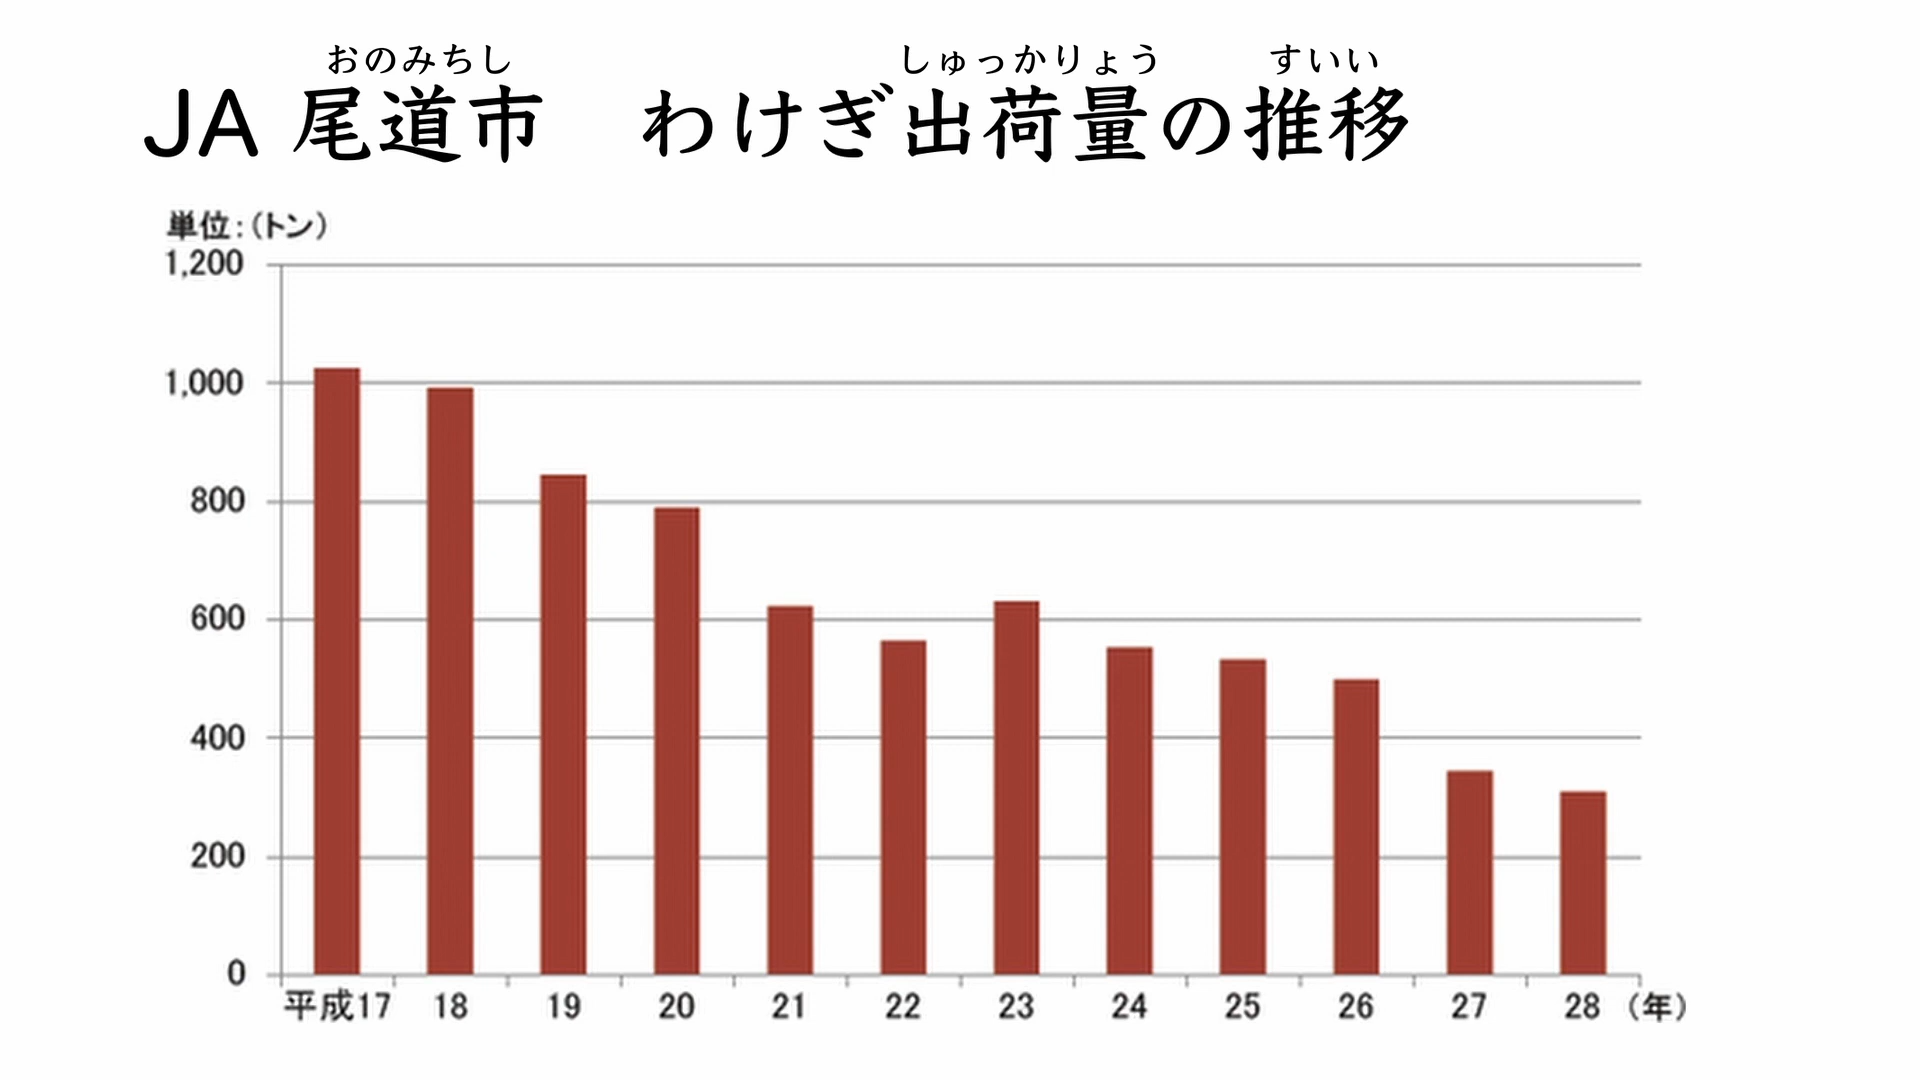 おのみちし しゅっかりょう すいい
JA 尾道市 わけぎ出荷量の推移
単位：（トン）
1,200
1,000
800
600
400
200
0
平成17 18 19 20 21 22 23 24 25 26 27 28 （年）